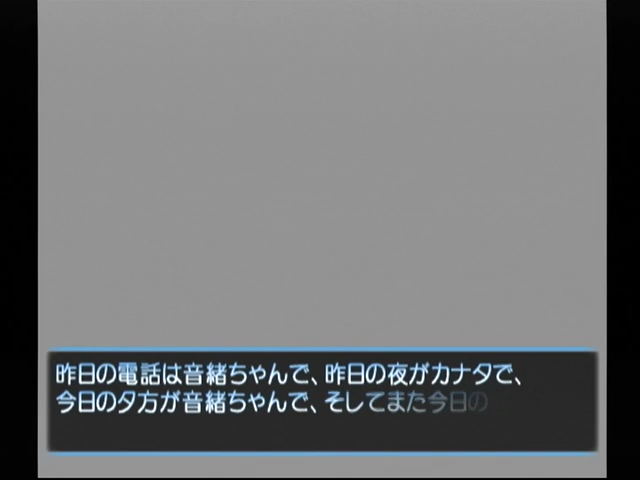 昨日の電話は音緒ちゃんで、昨日の夜がカナタで、
今日の夕方が音緒ちゃんで、そしてまた今日の